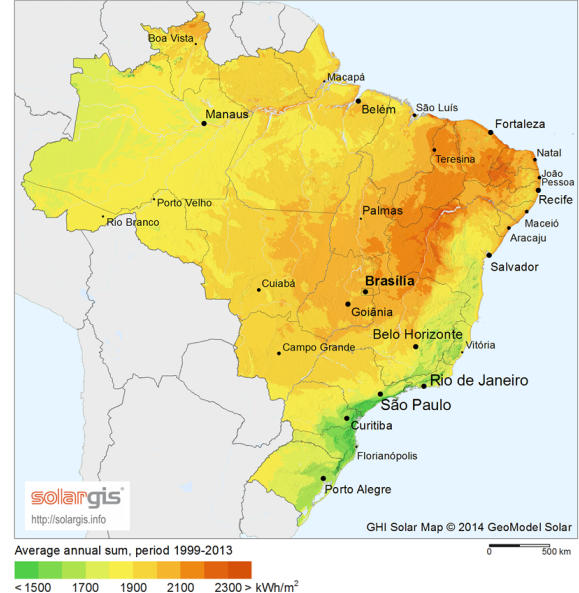 Boa Vista
Macapá
Belém
São Luís
Manaus
Fortaleza
Teresina
Natal
João
Pessoa
Recife
Porto Velho
Palmas
Rio Branco
Maceió
Aracaju
Salvador
Cuiabá
Brasília
Goiânia
Belo Horizonte
Campo Grande
Vitória
Rio de Janeiro
São Paulo
Curitiba
Florianópolis
Porto Alegre
solargis®
http://solargis.info
GHI Solar Map © 2014 GeoModel Solar
Average annual sum, period 1999-2013
0 500 km
< 1500 1700 1900 2100 2300 > kWh/m²